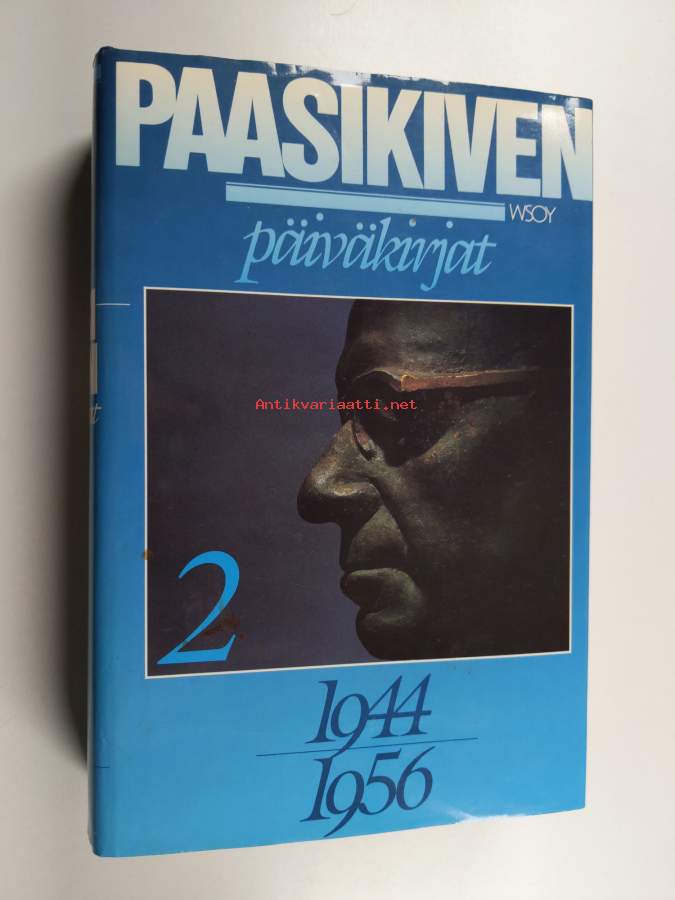 PAASIKIVEN
WSOY
päiväkirjat
Antikvariaatti.net
2
1944
1956